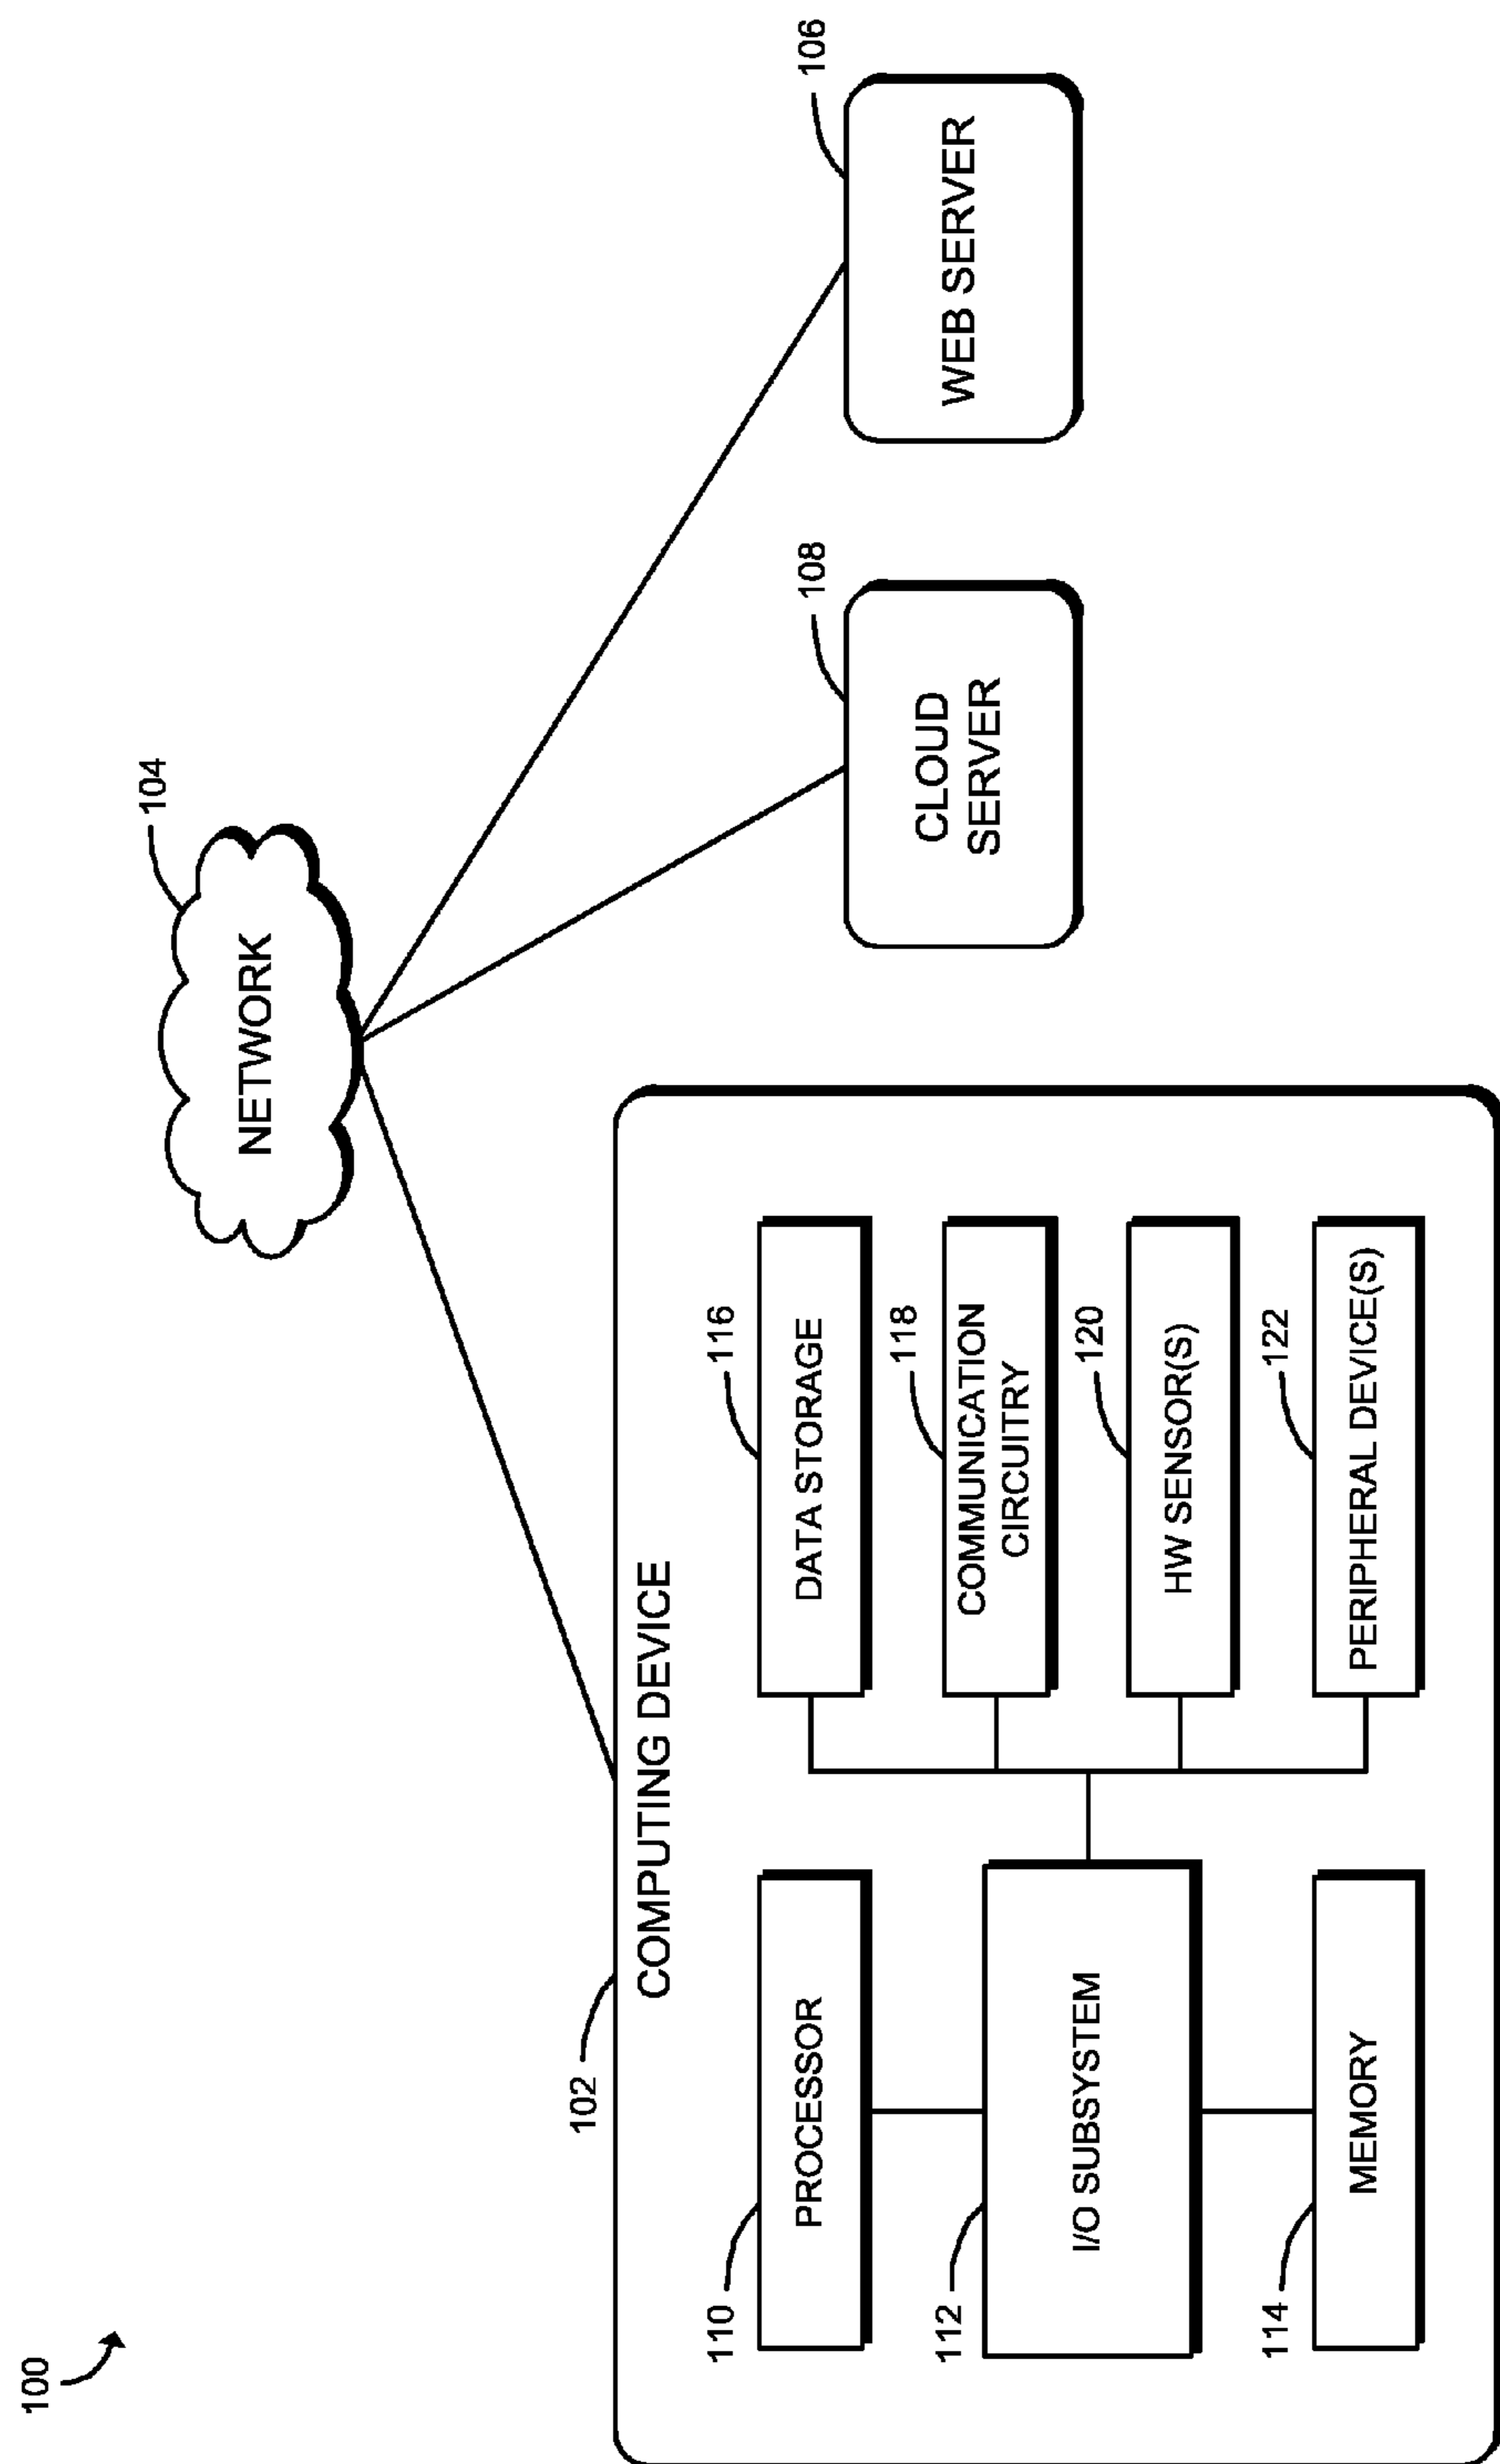 100
NETWORK
104
102
COMPUTING DEVICE
110
PROCESSOR
116
DATA STORAGE
112
I/O SUBSYSTEM
118
COMMUNICATION
CIRCUITRY
120
HW SENSOR(S)
114
MEMORY
122
PERIPHERAL DEVICE(S)
108
CLOUD
SERVER
106
WEB SERVER